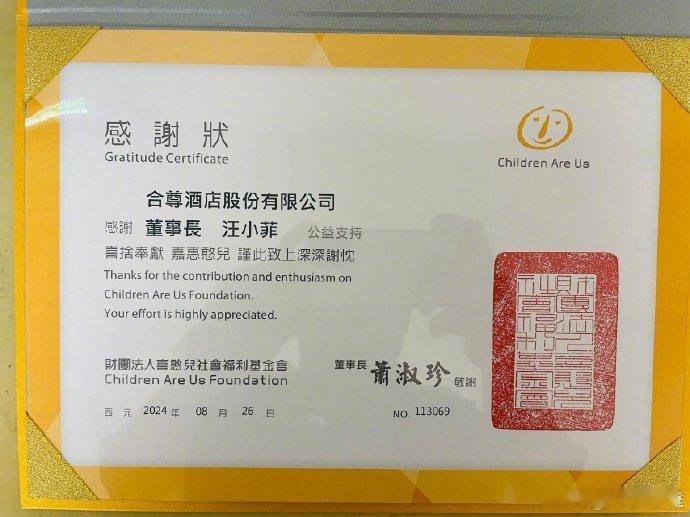 感謝狀
Gratitude Certificate
Children Are Us
合尊酒店股份有限公司
感謝 董事長 汪小菲 公益支持
喜捨奉獻 嘉惠憨兒 謹此致上深深謝忱
Thanks for the contribution and enthusiasm on
Children Are Us Foundation.
Your effort is highly appreciated.
財團法人喜憨兒社會福利基金會
Children Are Us Foundation
董事長 蕭淑珍 敬謝
西元 2024 年 08 月 26 日
NO. 113069